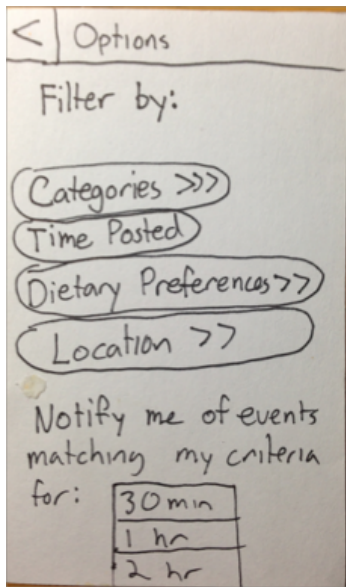 < Options
Filter by:
Categories >>>
Time Posted
Dietary Preferences >>
Location >>
Notify me of events
matching my criteria
for:
30 min
1 hr
2 hr